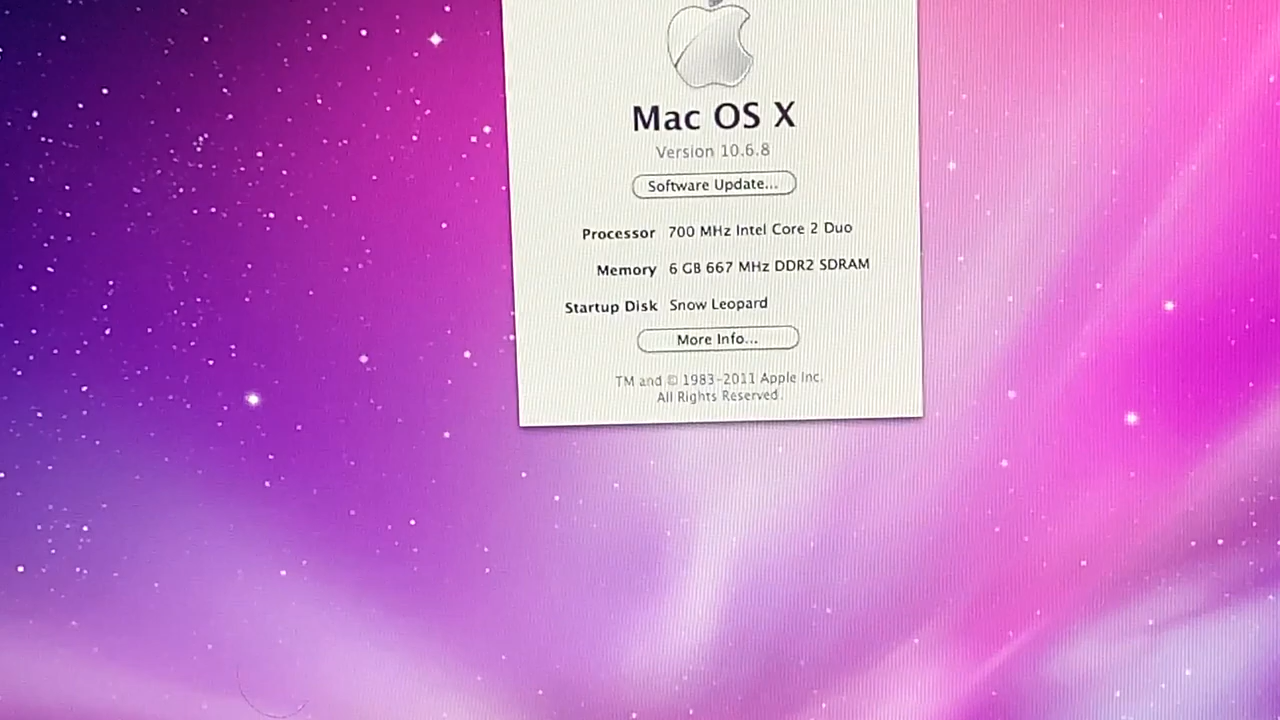 Mac OS X
Version 10.6.8
Software Update...
Processor 700 MHz Intel Core 2 Duo
Memory 6 GB 667 MHz DDR2 SDRAM
Startup Disk Snow Leopard
More Info...
TM and © 1983-2011 Apple Inc.
All Rights Reserved.